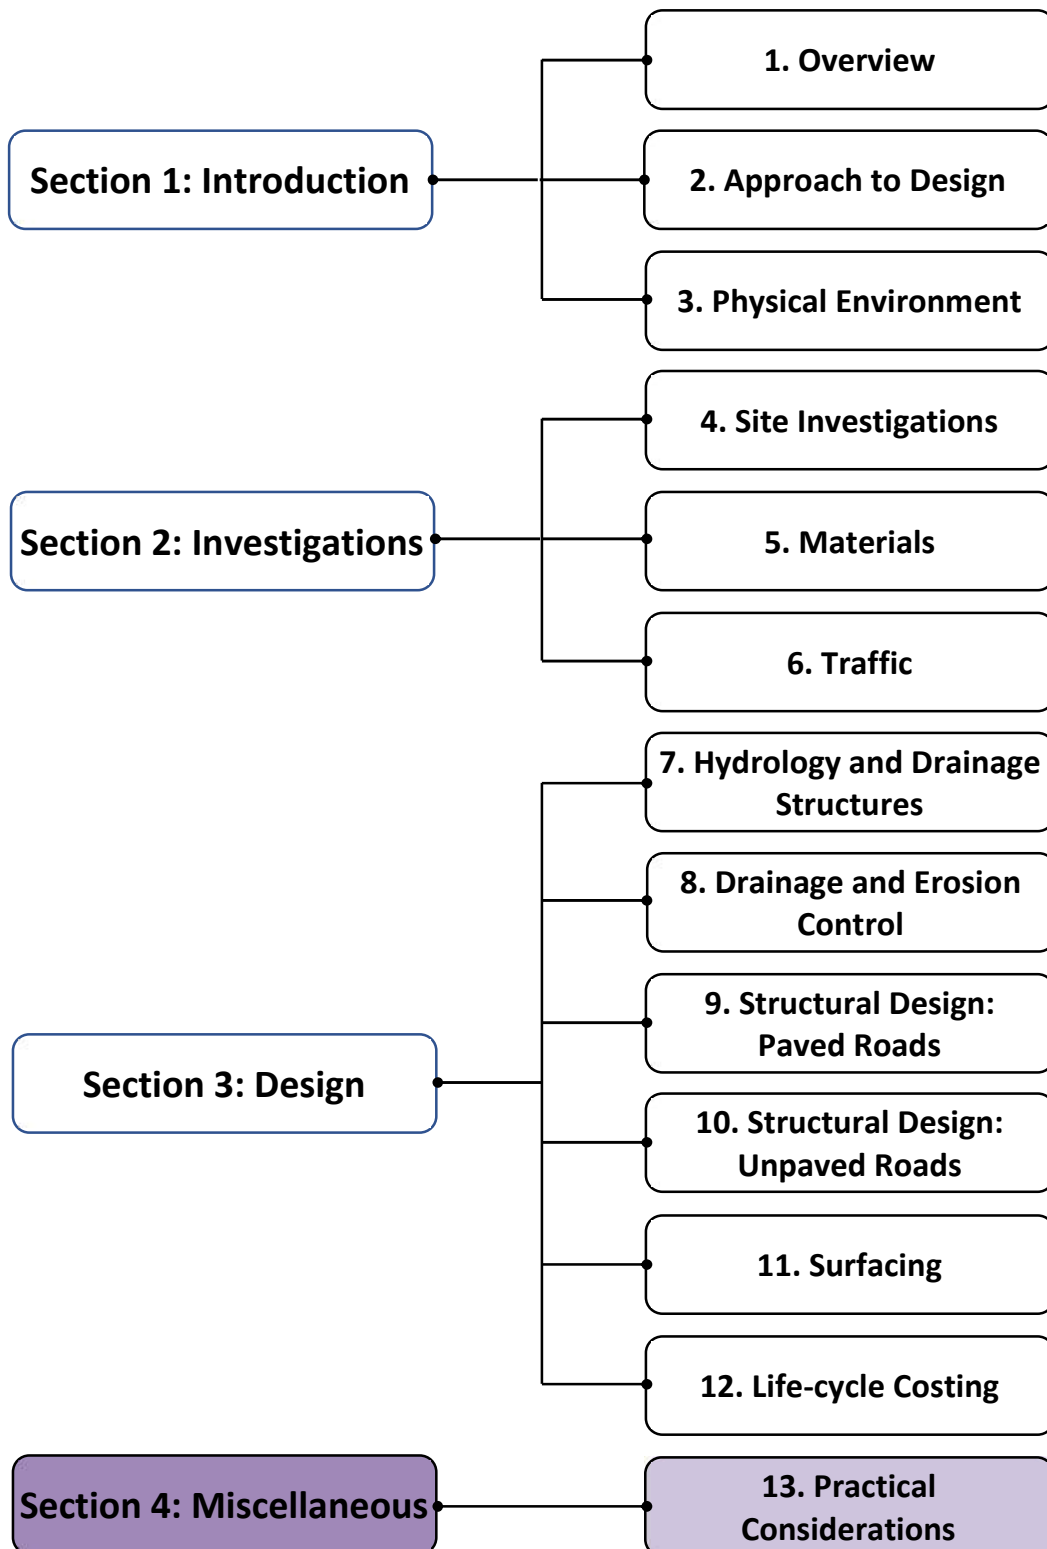 Section 1: Introduction
1. Overview
2. Approach to Design
3. Physical Environment
Section 2: Investigations
4. Site Investigations
5. Materials
6. Traffic
Section 3: Design
7. Hydrology and Drainage
Structures
8. Drainage and Erosion
Control
9. Structural Design:
Paved Roads
10. Structural Design:
Unpaved Roads
11. Surfacing
12. Life-cycle Costing
Section 4: Miscellaneous
13. Practical
Considerations